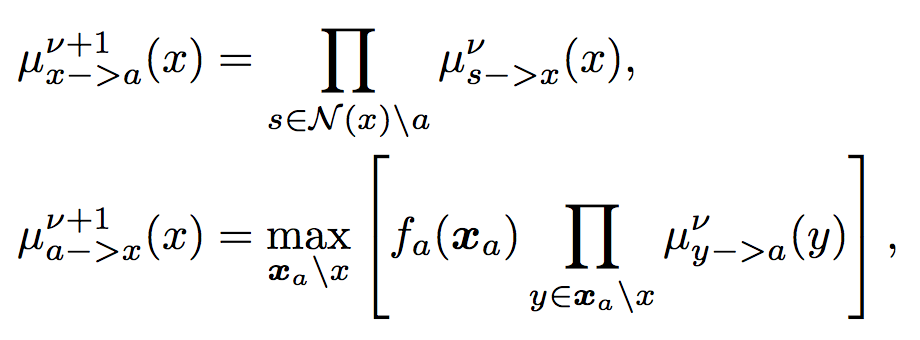 μ^{ν+1}_{x−>a}(x) = ∏_{s∈𝒩(x)\a} μ^{ν}_{s−>x}(x),
μ^{ν+1}_{a−>x}(x) = max_{𝒙_a\x} [ f_a(𝒙_a) ∏_{y∈𝒙_a\x} μ^{ν}_{y−>a}(y) ],